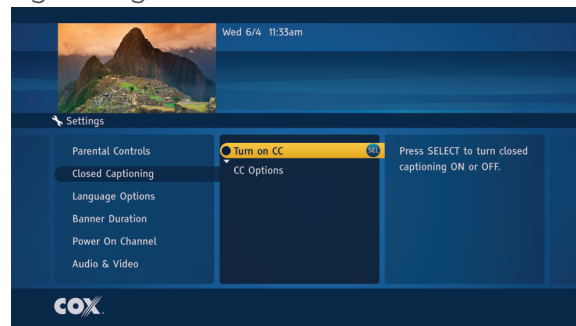 Wed 6/4 11:33am
Settings
Parental Controls
Closed Captioning
Language Options
Banner Duration
Power On Channel
Audio & Video
Turn on CC
SEL
CC Options
Press SELECT to turn closed
captioning ON or OFF.
COX